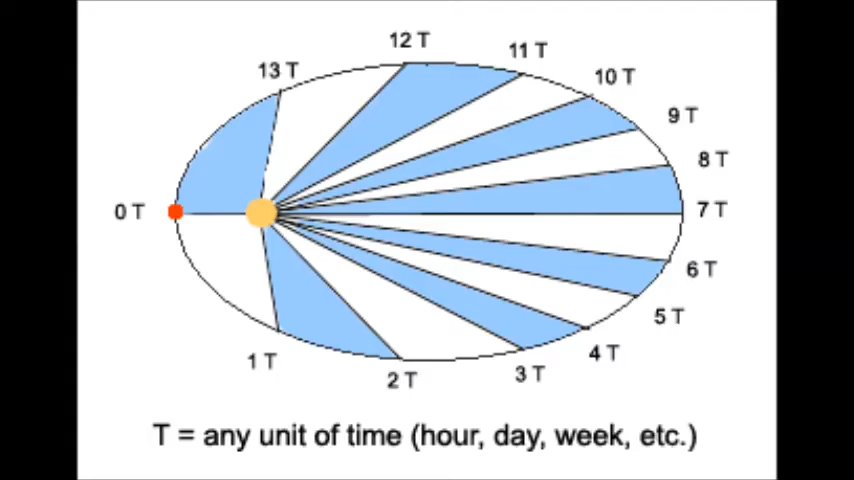 12 T
11 T
13 T
10 T
9 T
8 T
0 T
7 T
6 T
5 T
1 T
4 T
2 T
3 T
T = any unit of time (hour, day, week, etc.)